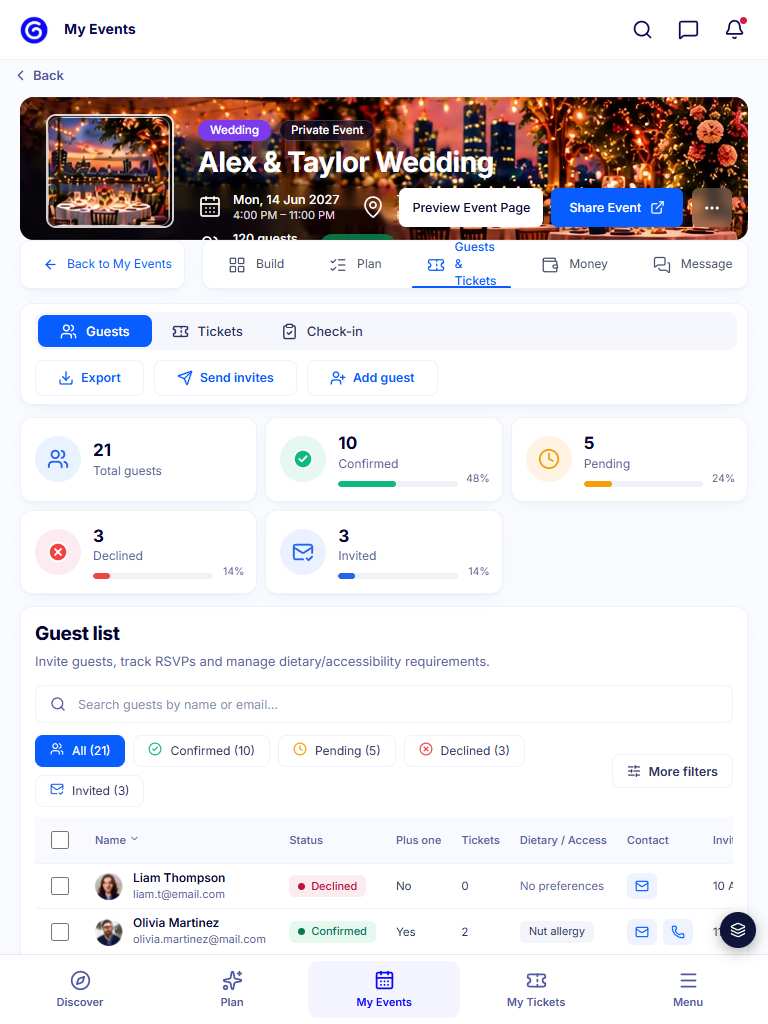 My Events
Back
Wedding
Private Event
Alex & Taylor Wedding
Mon, 14 Jun 2027
4:00 PM – 11:00 PM
Preview Event Page
Share Event
120 guests
Back to My Events
Build
Plan
Guests
&
Tickets
Money
Message
Guests
Tickets
Check-in
Export
Send invites
Add guest
21
Total guests
10
Confirmed
48%
5
Pending
24%
3
Declined
14%
3
Invited
14%
Guest list
Invite guests, track RSVPs and manage dietary/accessibility requirements.
Search guests by name or email...
All (21)
Confirmed (10)
Pending (5)
Declined (3)
Invited (3)
More filters
Name
Status
Plus one
Tickets
Dietary / Access
Contact
Liam Thompson
liam.t@email.com
Declined
No
0
No preferences
10
Olivia Martinez
olivia.martinez@mail.com
Confirmed
Yes
2
Nut allergy
Discover
Plan
My Events
My Tickets
Menu